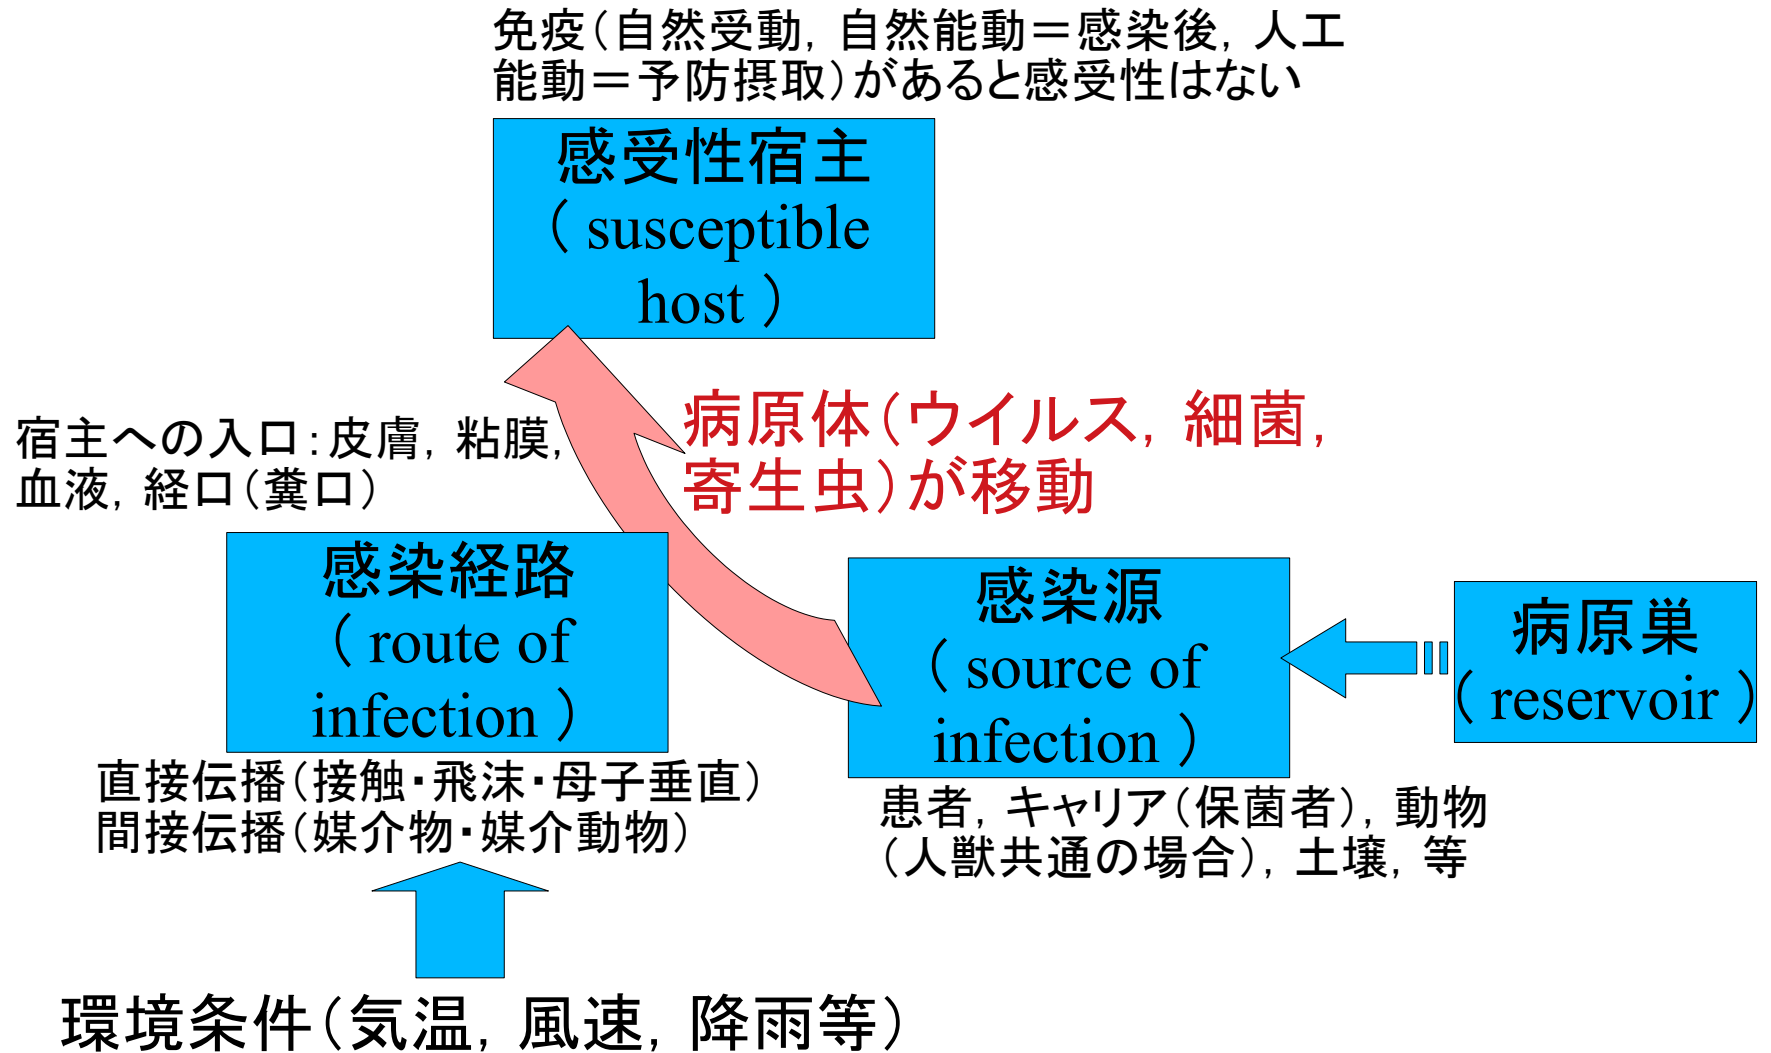 免疫(自然受動, 自然能動=感染後, 人工
能動=予防摂取)があると感受性はない
感受性宿主
( susceptible
host )
病原体(ウイルス, 細菌,
寄生虫)が移動
宿主への入口:皮膚, 粘膜,
血液, 経口(糞口)
感染経路
( route of
infection )
直接伝播(接触・飛沫・母子垂直)
間接伝播(媒介物・媒介動物)
感染源
( source of
infection )
患者, キャリア(保菌者), 動物
(人獣共通の場合), 土壌, 等
病原巣
( reservoir )
環境条件(気温, 風速, 降雨等)